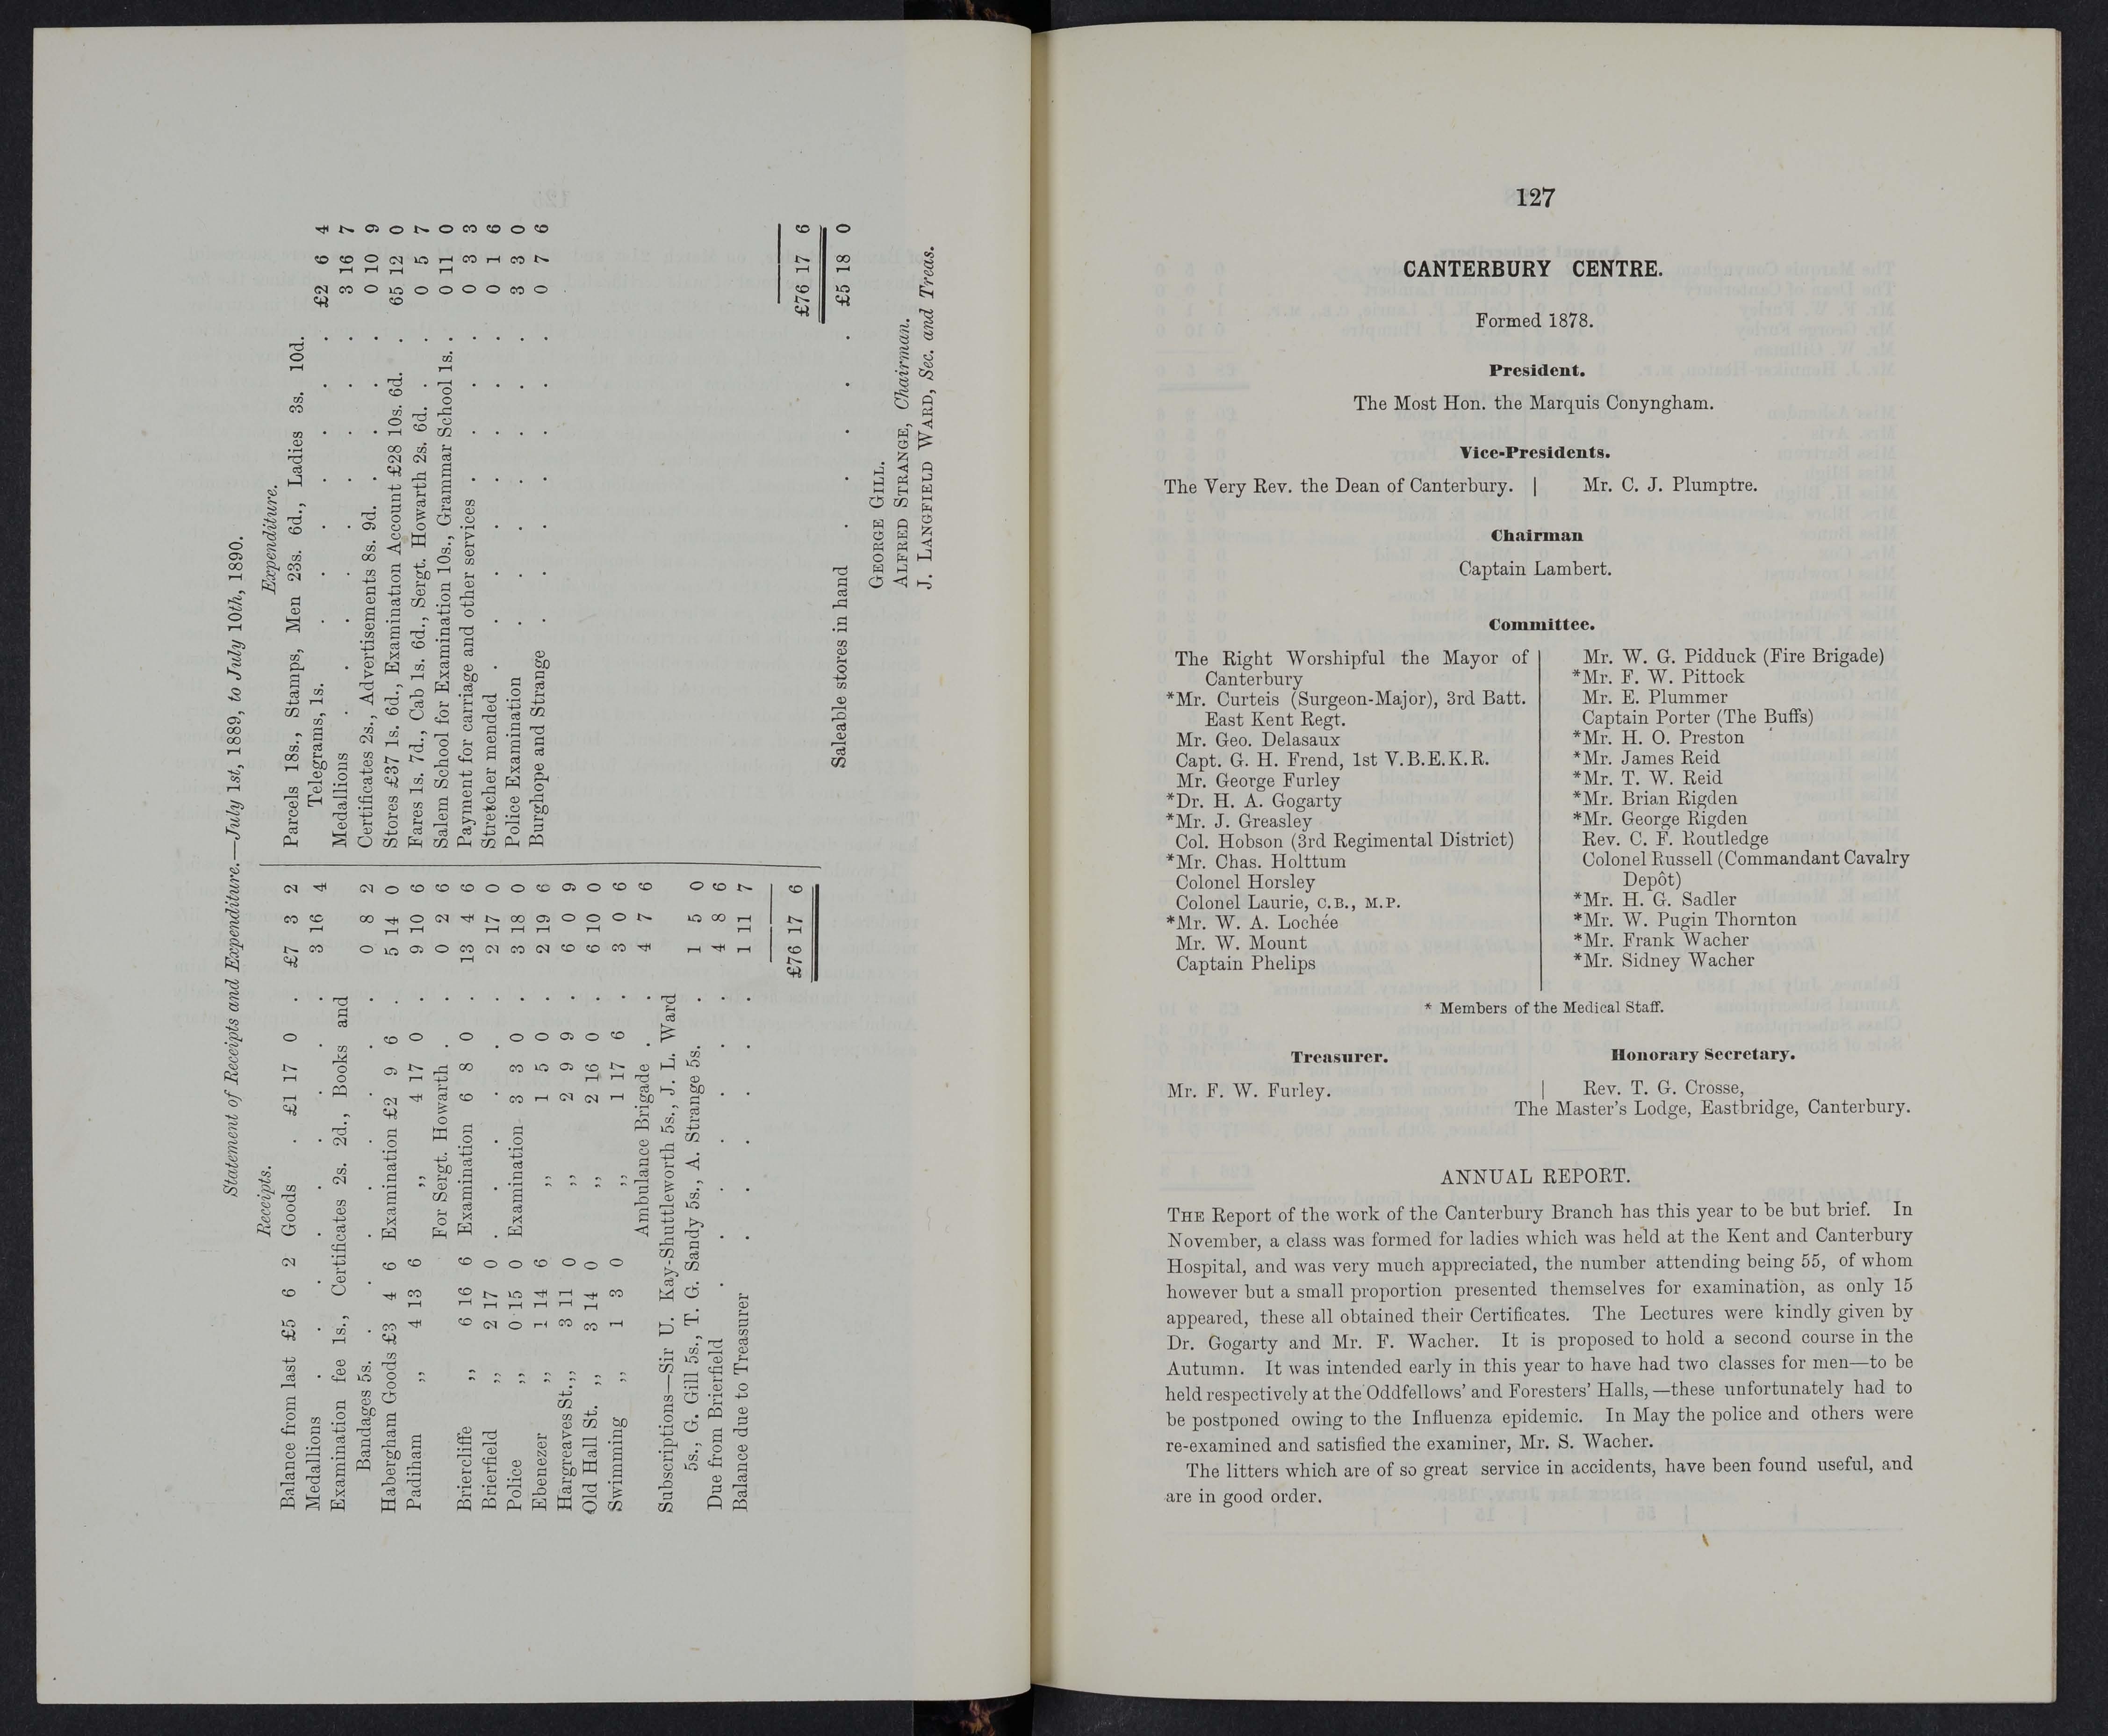 Statement of Receipts and Expenditure.—July 1st, 1889, to July 10th, 1890.
Receipts.
Balance from last £5 6 2 Goods . £1 17 0 . £7 3 2
Medallions . . . . . . . 3 16 4
Examination fee 1s., Certificates 2s. 2d., Books and
Bandages 5s. . . . . . . 0 8 2
Habergham Goods £3 4 6 Examination £2 9 6 . 5 14 0
Padiham ,, 4 13 6 ,, 4 17 0 . 9 10 6
For Sergt. Howarth . 0 2 6
Briercliffe ,, 6 16 6 Examination 6 8 0 . 13 4 6
Brierfield ,, 2 17 0 . . . . 2 17 0
Police ,, 0 15 0 Examination 3 3 0 . 3 18 0
Ebenezer ,, 1 14 6 ,, 1 5 0 . 2 19 6
Hargreaves St. ,, 3 11 0 ,, 2 9 9 . 6 0 9
Old Hall St. ,, 3 14 0 ,, 2 16 0 . 6 10 0
Swimming ,, 1 3 0 ,, 1 17 6 . 3 0 6
Ambulance Brigade . . 4 7 6
Subscriptions—Sir U. Kay-Shuttleworth 5s., J. L. Ward
5s., G. Gill 5s., T. G. Sandy 5s., A. Strange 5s. . 1 5 0
Due from Brierfield . . . . . . 4 8 6
Balance due to Treasurer . . . . . 1 11 7
£76 17 6
Expenditure.
Parcels 18s., Stamps, Men 23s. 6d., Ladies 3s. 10d.
Telegrams, 1s. . . . . . . £2 6 4
Medallions . . . . . . . 3 16 7
Certificates 2s., Advertisements 8s. 9d. . . . 0 10 9
Stores £37 1s. 6d., Examination Account £28 10s. 6d. . 65 12 0
Fares 1s. 7d., Cab 1s. 6d., Sergt. Howarth 2s. 6d. . . 0 5 7
Salem School for Examination 10s., Grammar School 1s. . 0 11 0
Payment for carriage and other services . . . . 0 3 3
Stretcher mended . . . . . . 0 1 6
Police Examination . . . . . . 3 3 0
Burghope and Strange . . . . . . 0 7 6
£76 17 6
Saleable stores in hand . . . . £5 18 0
GEORGE GILL.
ALFRED STRANGE, Chairman.
J. LANGFIELD WARD, Sec. and Treas.
127
CANTERBURY CENTRE.
Formed 1878.
President.
The Most Hon. the Marquis Conyngham.
Vice-Presidents.
The Very Rev. the Dean of Canterbury. | Mr. C. J. Plumptre.
Chairman
Captain Lambert.
Committee.
The Right Worshipful the Mayor of
Canterbury
*Mr. Curteis (Surgeon-Major), 3rd Batt.
East Kent Regt.
Mr. Geo. Delasaux
Capt. G. H. Frend, 1st V.B.E.K.R.
Mr. George Furley
*Dr. H. A. Gogarty
*Mr. J. Greasley
Col. Hobson (3rd Regimental District)
*Mr. Chas. Holttum
Colonel Horsley
Colonel Laurie, C.B., M.P.
*Mr. W. A. Lochée
Mr. W. Mount
Captain Phelips
Mr. W. G. Pidduck (Fire Brigade)
*Mr. F. W. Pittock
Mr. E. Plummer
Captain Porter (The Buffs)
*Mr. H. O. Preston
*Mr. James Reid
*Mr. T. W. Reid
*Mr. Brian Rigden
*Mr. George Rigden
Rev. C. F. Routledge
Colonel Russell (Commandant Cavalry
Depôt)
*Mr. H. G. Sadler
*Mr. W. Pugin Thornton
*Mr. Frank Wacher
*Mr. Sidney Wacher
* Members of the Medical Staff.
Treasurer.
Mr. F. W. Furley.
Honorary Secretary.
Rev. T. G. Crosse,
The Master's Lodge, Eastbridge, Canterbury.
ANNUAL REPORT.
THE Report of the work of the Canterbury Branch has this year to be but brief. In
November, a class was formed for ladies which was held at the Kent and Canterbury
Hospital, and was very much appreciated, the number attending being 55, of whom
however but a small proportion presented themselves for examination, as only 15
appeared, these all obtained their Certificates. The Lectures were kindly given by
Dr. Gogarty and Mr. F. Wacher. It is proposed to hold a second course in the
Autumn. It was intended early in this year to have had two classes for men—to be
held respectively at the Oddfellows' and Foresters' Halls,—these unfortunately had to
be postponed owing to the Influenza epidemic. In May the police and others were
re-examined and satisfied the examiner, Mr. S. Wacher.
The litters which are of so great service in accidents, have been found useful, and
are in good order.